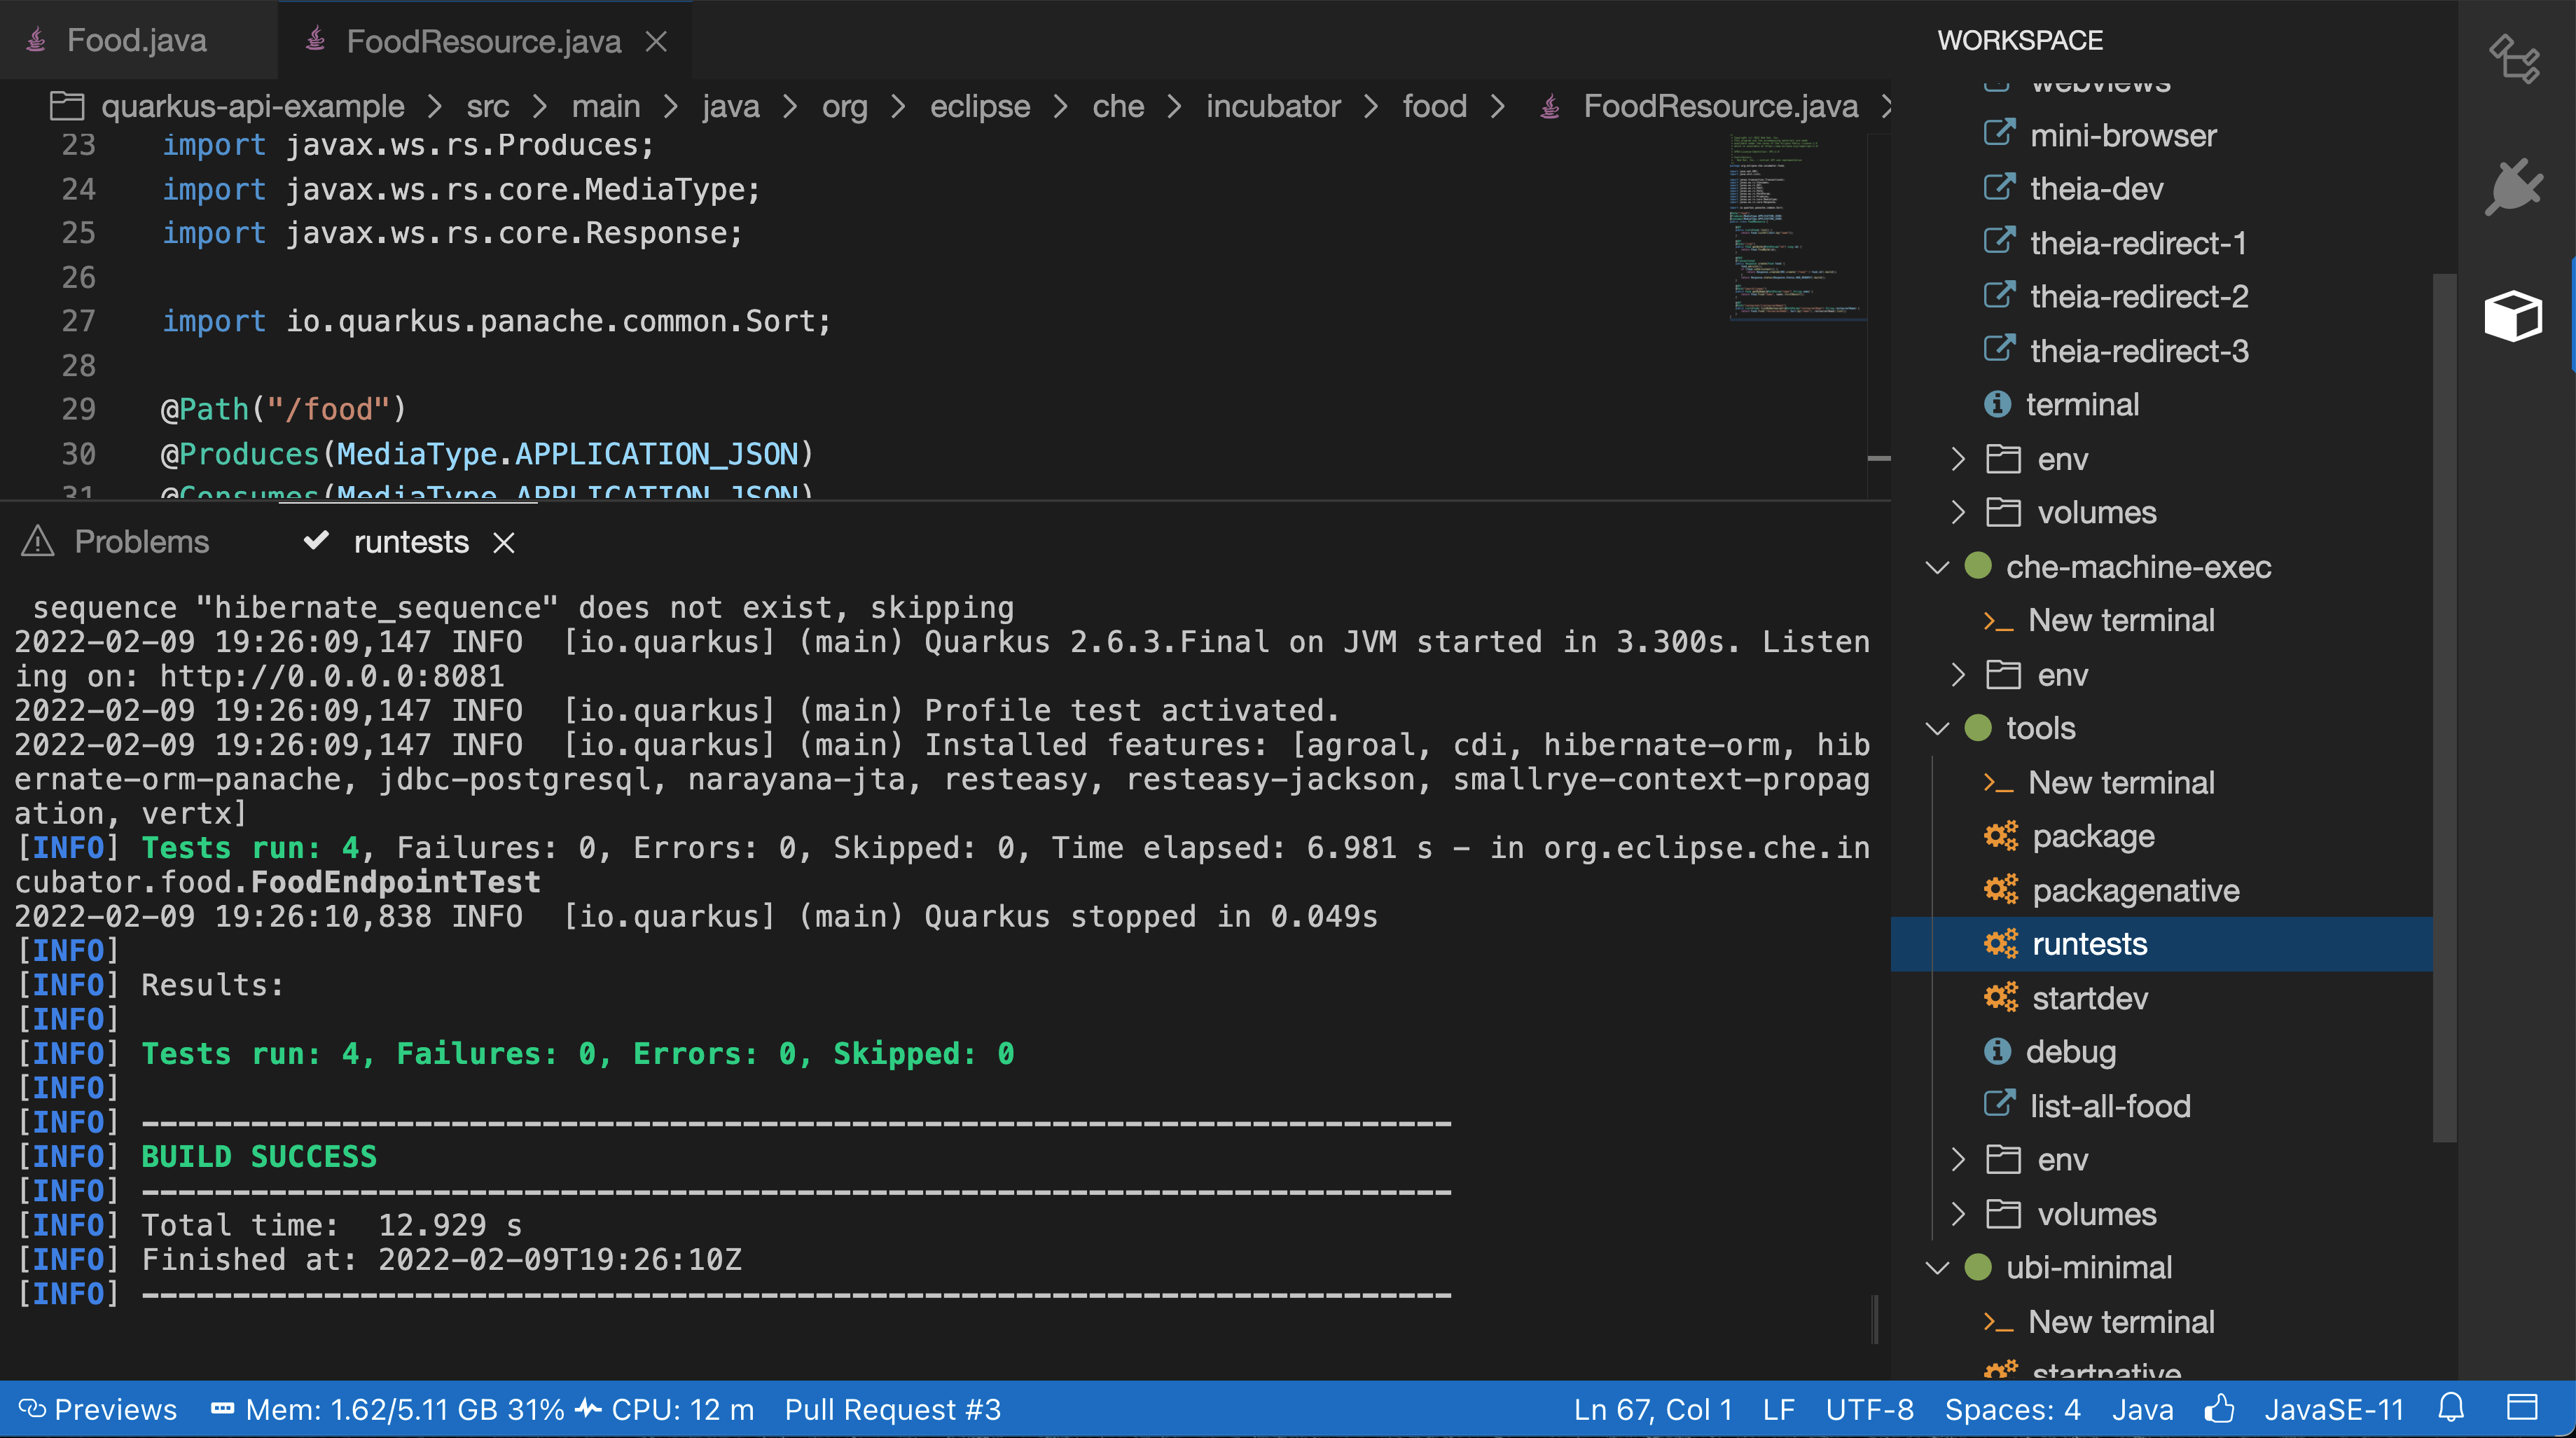 Food.java
FoodResource.java
quarkus-api-example > src > main > java > org > eclipse > che > incubator > food > FoodResource.java >
23 import javax.ws.rs.Produces;
24 import javax.ws.rs.core.MediaType;
25 import javax.ws.rs.core.Response;
26
27 import io.quarkus.panache.common.Sort;
28
29 @Path("/food")
30 @Produces(MediaType.APPLICATION_JSON)
31 @Consumes(MediaType.APPLICATION_JSON)
Problems
runtests
sequence "hibernate_sequence" does not exist, skipping
2022-02-09 19:26:09,147 INFO [io.quarkus] (main) Quarkus 2.6.3.Final on JVM started in 3.300s. Listen
ing on: http://0.0.0.0:8081
2022-02-09 19:26:09,147 INFO [io.quarkus] (main) Profile test activated.
2022-02-09 19:26:09,147 INFO [io.quarkus] (main) Installed features: [agroal, cdi, hibernate-orm, hib
ernate-orm-panache, jdbc-postgresql, narayana-jta, resteasy, resteasy-jackson, smallrye-context-propag
ation, vertx]
[INFO] Tests run: 4, Failures: 0, Errors: 0, Skipped: 0, Time elapsed: 6.981 s - in org.eclipse.che.in
cubator.food.FoodEndpointTest
2022-02-09 19:26:10,838 INFO [io.quarkus] (main) Quarkus stopped in 0.049s
[INFO]
[INFO] Results:
[INFO]
[INFO] Tests run: 4, Failures: 0, Errors: 0, Skipped: 0
[INFO]
[INFO] ------------------------------------------------------------------------
[INFO] BUILD SUCCESS
[INFO] ------------------------------------------------------------------------
[INFO] Total time: 12.929 s
[INFO] Finished at: 2022-02-09T19:26:10Z
[INFO] ------------------------------------------------------------------------
WORKSPACE
webviews
mini-browser
theia-dev
theia-redirect-1
theia-redirect-2
theia-redirect-3
terminal
env
volumes
che-machine-exec
New terminal
env
tools
New terminal
package
packagenative
runtests
startdev
debug
list-all-food
env
volumes
ubi-minimal
New terminal
startnative
Previews
Mem: 1.62/5.11 GB 31% CPU: 12 m
Pull Request #3
Ln 67, Col 1
LF
UTF-8
Spaces: 4
Java
JavaSE-11